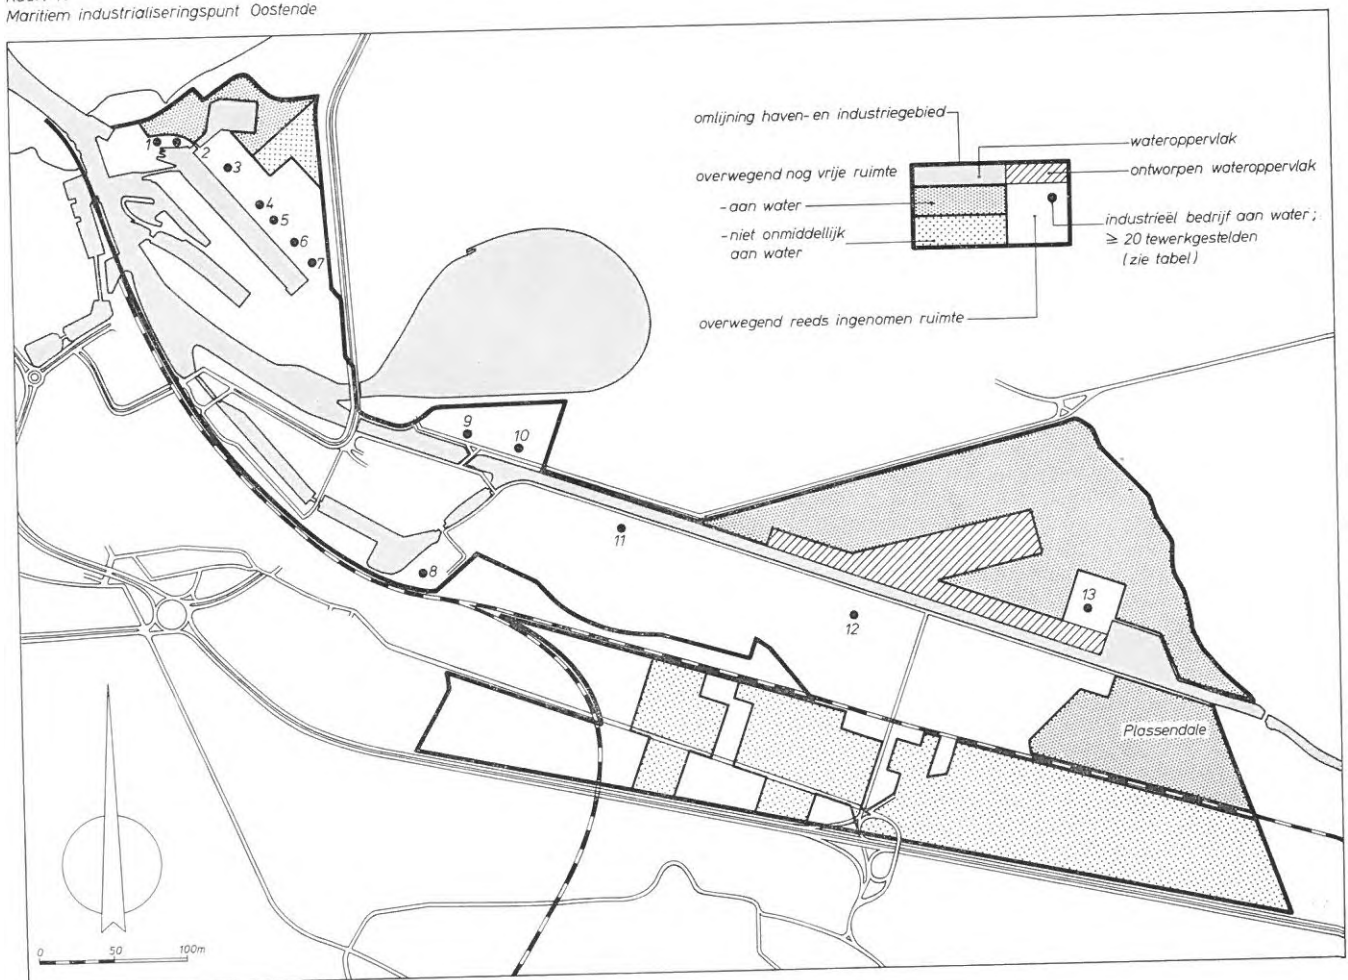 Maritiem industrialiseringspunt Oostende
omlijning haven- en industriegebied
wateroppervlak
overwegend nog vrije ruimte
ontworpen wateroppervlak
- aan water
- niet onmiddellijk
aan water
industrieël bedrijf aan water ;
≥ 20 tewerkgestelden
(zie tabel)
overwegend reeds ingenomen ruimte
1
2
3
4
5
6
7
9
10
11
8
12
13
Plassendale
0 50 100m